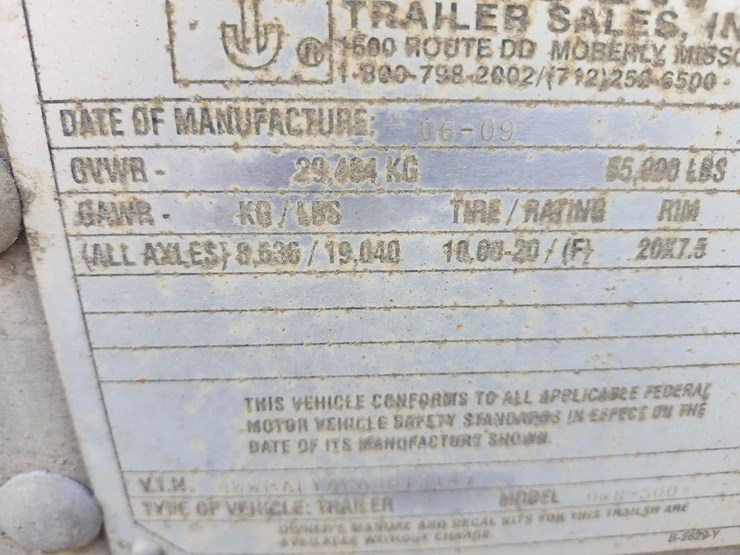 TRAILER SALES, IN
1600 ROUTE DD MOBERLY MISSO
1-800-798-2002/(712)
®
DATE OF MANUFACTURE: 06-09
GVWR - 29,484 KG 65,000 LBS
GAWR - KG / LBS TIRE / RATING RIM
(ALL AXLES) 8,636 / 19,040 10.00-20 / (F) 20X7.5
THIS VEHICLE CONFORMS TO ALL APPLICABLE FEDERAL
MOTOR VEHICLE SAFETY STANDARDS IN EFFECT ON THE
DATE OF ITS MANUFACTURE SHOWN.
V.I.N.
TYPE OF VEHICLE: TRAILER MODEL
OWNER'S MANUAL AND DECAL KITS FOR THIS TRAILER ARE
AVAILABLE WITHOUT CHARGE
B-3629-Y